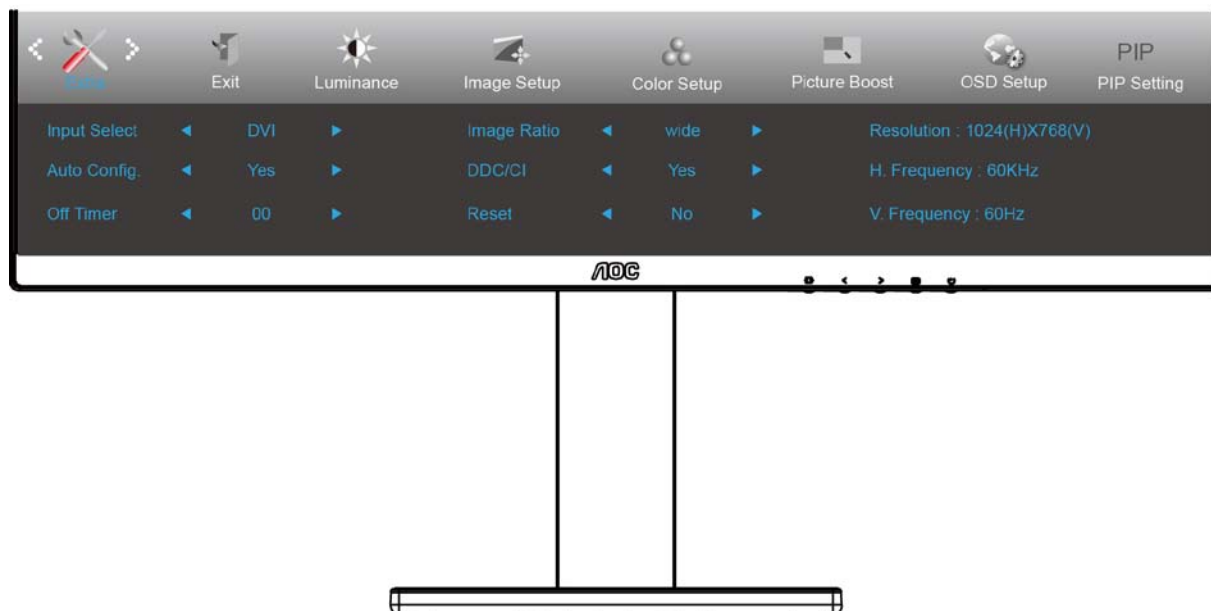 Extra
Exit
Luminance
Image Setup
Color Setup
Picture Boost
OSD Setup
PIP
PIP Setting
Input Select ◄ DVI ► Image Ratio ◄ wide ► Resolution : 1024(H)X768(V)
Auto Config. ◄ Yes ► DDC/CI ◄ Yes ► H. Frequency : 60KHz
Off Timer ◄ 00 ► Reset ◄ No ► V. Frequency : 60Hz
AOC